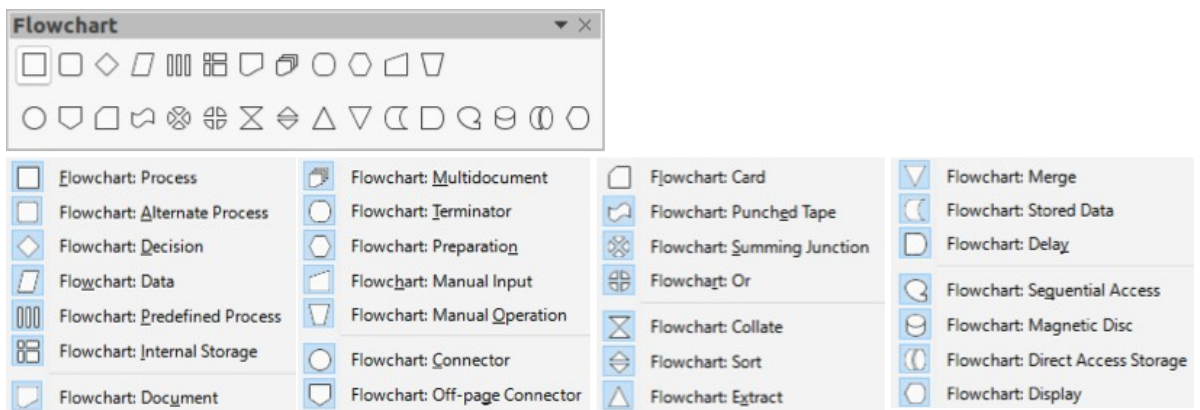 Flowchart
Flowchart: Process
Flowchart: Alternate Process
Flowchart: Decision
Flowchart: Data
Flowchart: Predefined Process
Flowchart: Internal Storage
Flowchart: Document
Flowchart: Multidocument
Flowchart: Terminator
Flowchart: Preparation
Flowchart: Manual Input
Flowchart: Manual Operation
Flowchart: Connector
Flowchart: Off-page Connector
Flowchart: Card
Flowchart: Punched Tape
Flowchart: Summing Junction
Flowchart: Or
Flowchart: Collate
Flowchart: Sort
Flowchart: Extract
Flowchart: Merge
Flowchart: Stored Data
Flowchart: Delay
Flowchart: Sequential Access
Flowchart: Magnetic Disc
Flowchart: Direct Access Storage
Flowchart: Display